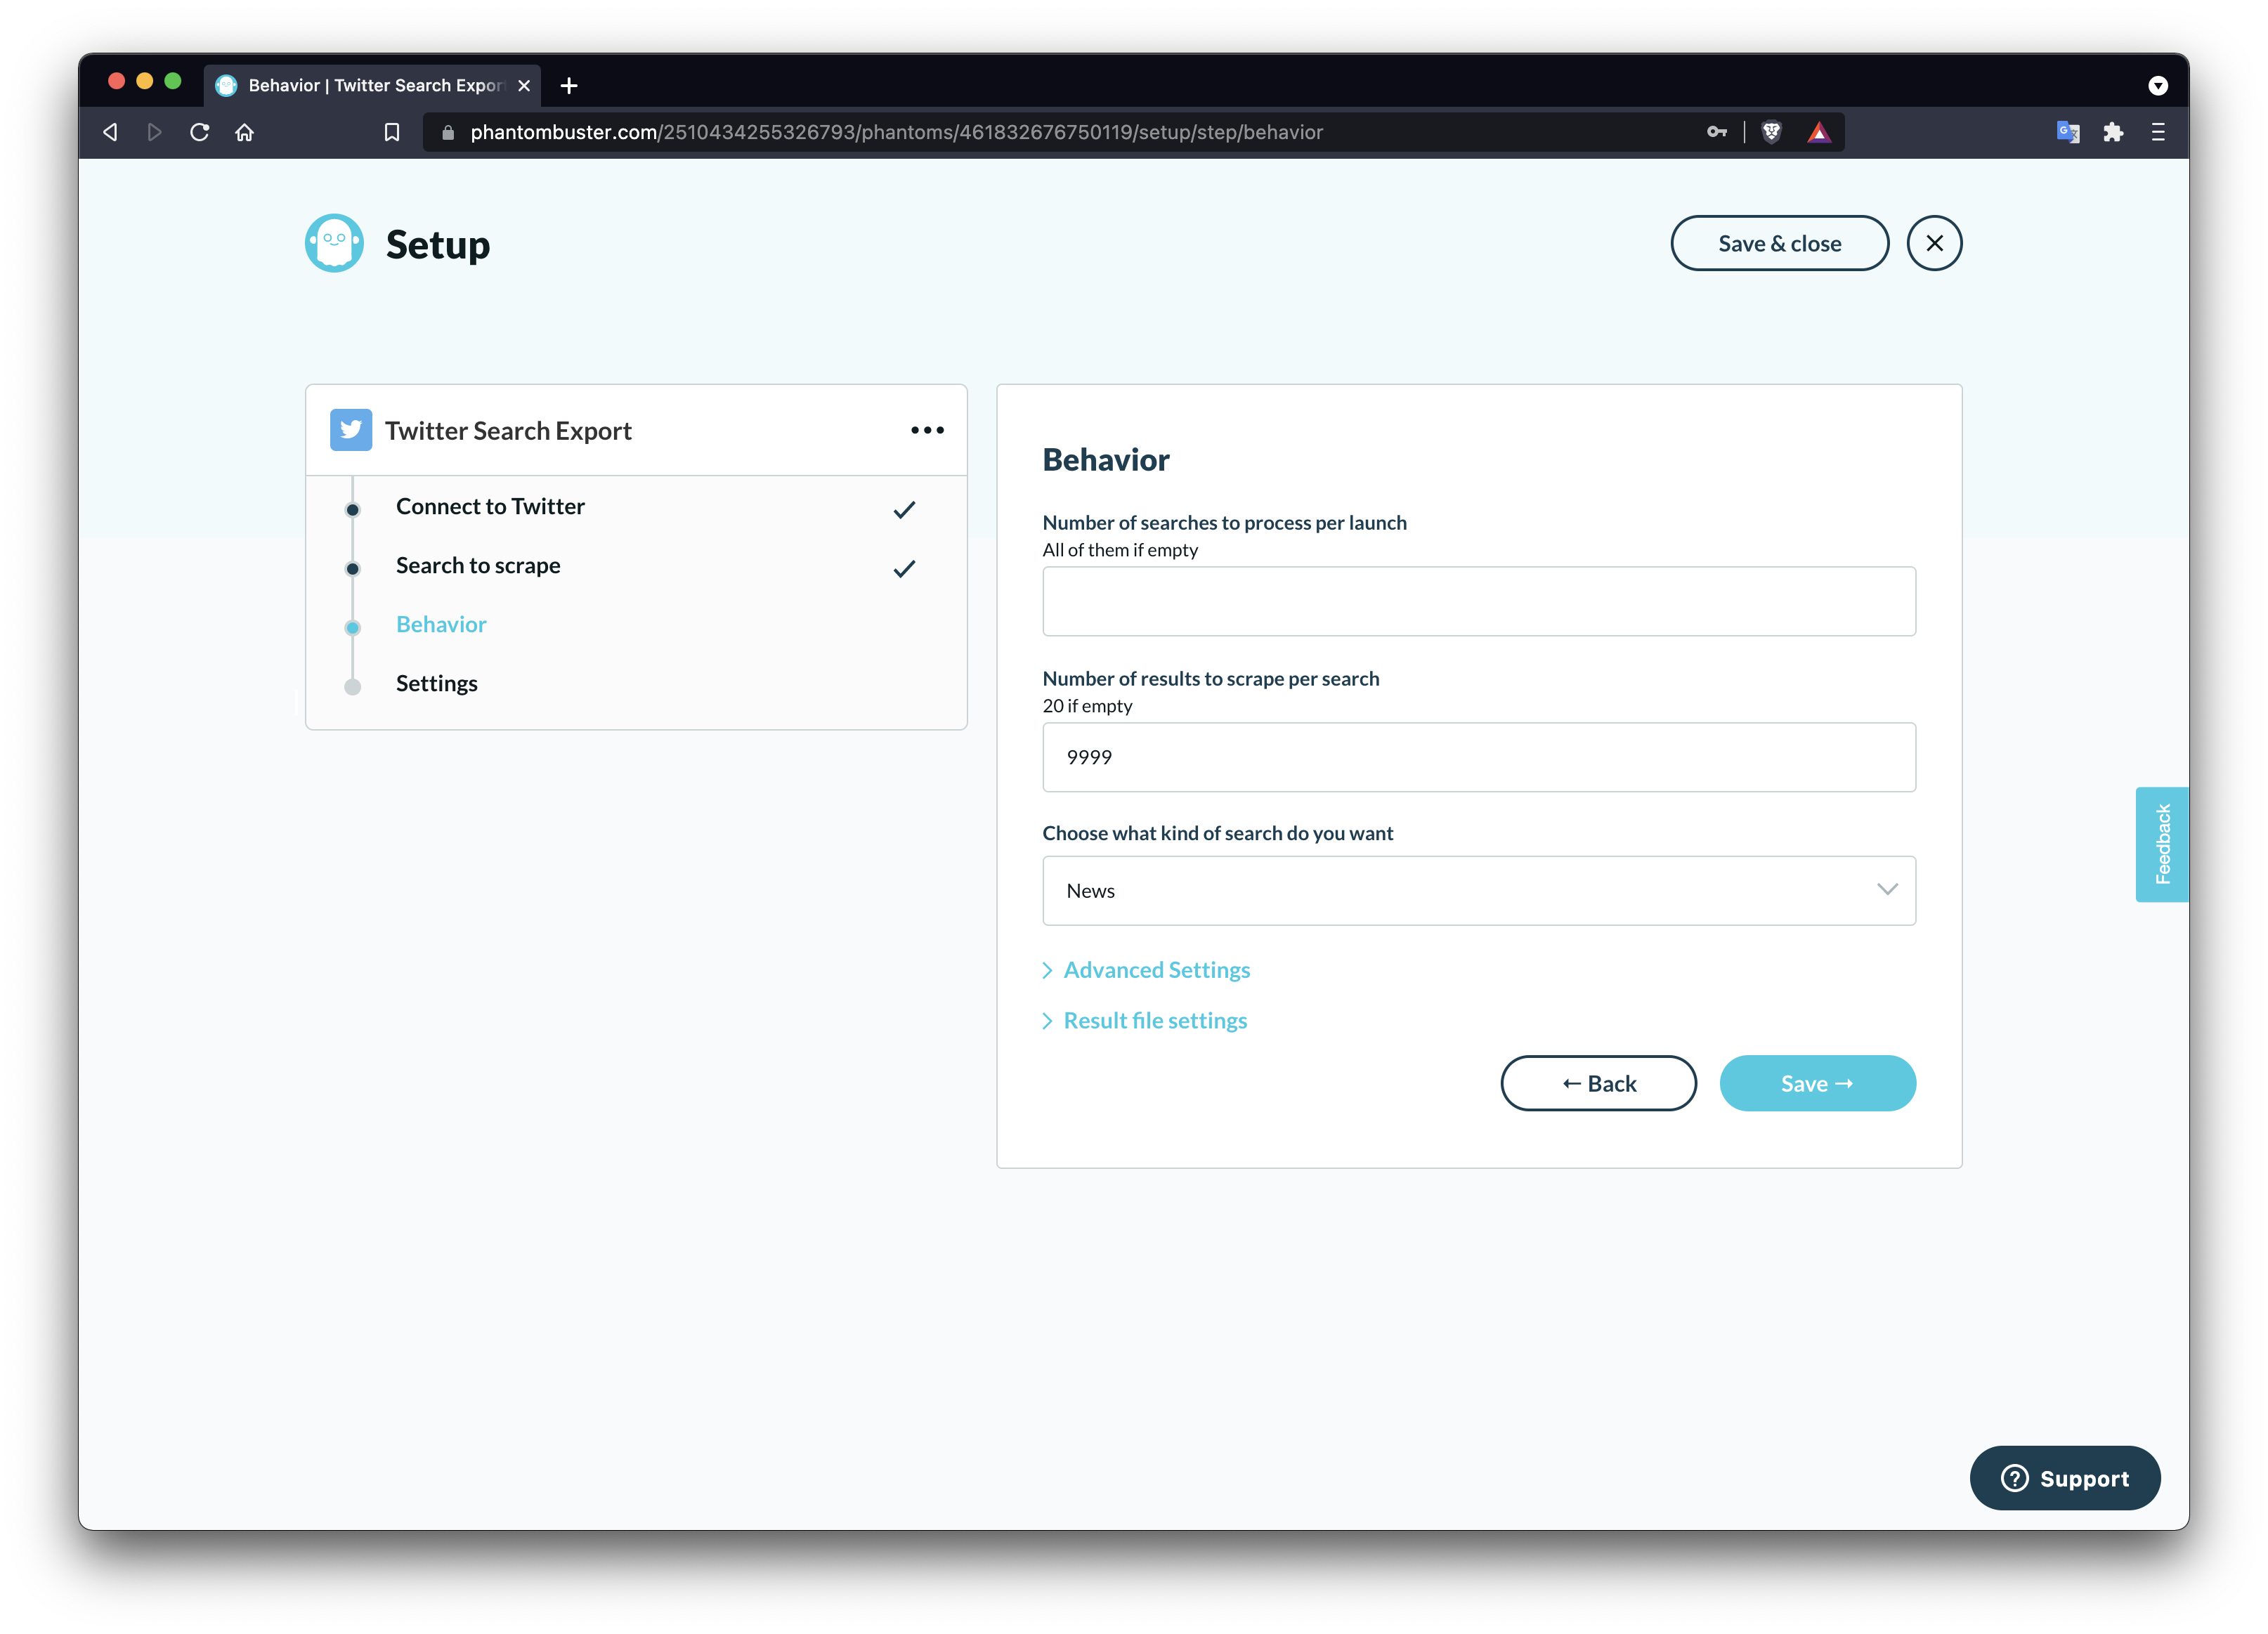 Behavior | Twitter Search Expor
phantombuster.com/2510434255326793/phantoms/461832676750119/setup/step/behavior
Setup
Save & close
Twitter Search Export
Connect to Twitter
Search to scrape
Behavior
Settings
Behavior
Number of searches to process per launch
All of them if empty
Number of results to scrape per search
20 if empty
9999
Choose what kind of search do you want
News
Advanced Settings
Result file settings
← Back
Save →
Feedback
Support